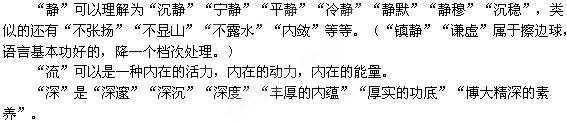 “静”可以理解为“沉静”“宁静”“平静”“冷静”“静默”“静穆”“沉稳”，类
似的还有“不张扬”“不显山”“不露水”“内敛”等等。（“镇静”“谦虚”属于擦边球，
语言基本功好的，降一个档次处理。）
“流”可以是一种内在的活力，内在的动力，内在的能量。
“深”是“深邃”“深沉”“深度”“丰厚的内蕴”“厚实的功底”“博大精深的素
养”。